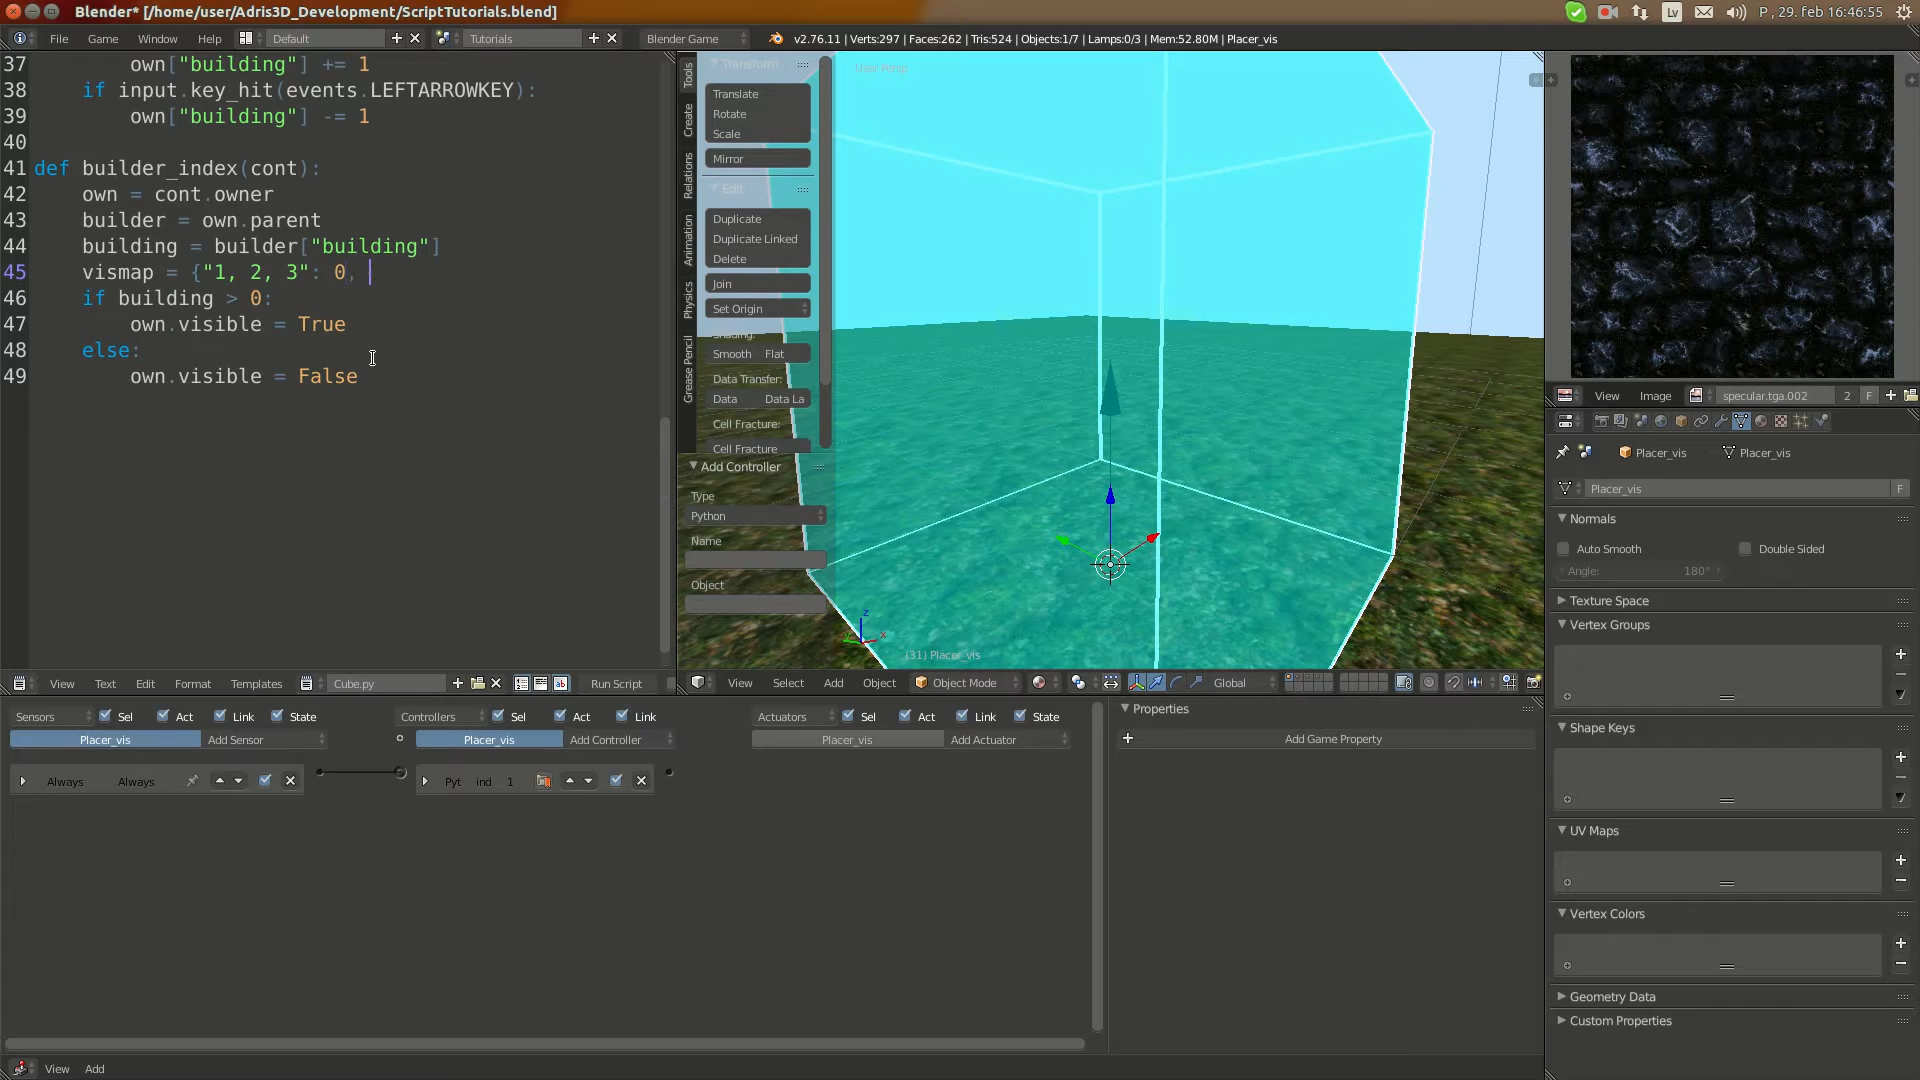 Blender* [/home/user/Adris3D_Development/ScriptTutorials.blend]
Lv
P , 29. feb 16:46:55
File Game Window Help
Default
Tutorials
Blender Game
v2.76.11 | Verts:297 | Faces:262 | Tris:524 | Objects:1/7 | Lamps:0/3 | Mem:52.80M | Placer_vis
37 own["building"] += 1
38 if input.key_hit(events.LEFTARROWKEY):
39 own["building"] -= 1
40
41 def builder_index(cont):
42 own = cont.owner
43 builder = own.parent
44 building = builder["building"]
45 vismap = {"1, 2, 3": 0,
46 if building > 0:
47 own.visible = True
48 else:
49 own.visible = False
View Text Edit Format Templates
Cube.py
Run Script
Tools
Create
Relations
Animation
Physics
Grease Pencil
Transform
Translate
Rotate
Scale
Mirror
Edit
Duplicate
Duplicate Linked
Delete
Join
Set Origin
Shading:
Smooth Flat
Data Transfer:
Data Data La
Cell Fracture:
Cell Fracture
Add Controller
Type
Python
Name
Object
User Persp
z
y
x
(31) Placer_vis
View Select Add Object
Object Mode
Global
View Image
specular.tga.002
2 F
Placer_vis
Placer_vis
Placer_vis
F
Normals
Auto Smooth
Double Sided
Angle: 180°
Texture Space
Vertex Groups
Shape Keys
UV Maps
Vertex Colors
Geometry Data
Custom Properties
Sensors Sel Act Link State
Placer_vis Add Sensor
Always Always
Controllers Sel Act Link
Placer_vis Add Controller
Pyt ind 1
Actuators Sel Act Link State
Placer_vis Add Actuator
Properties
Add Game Property
View Add